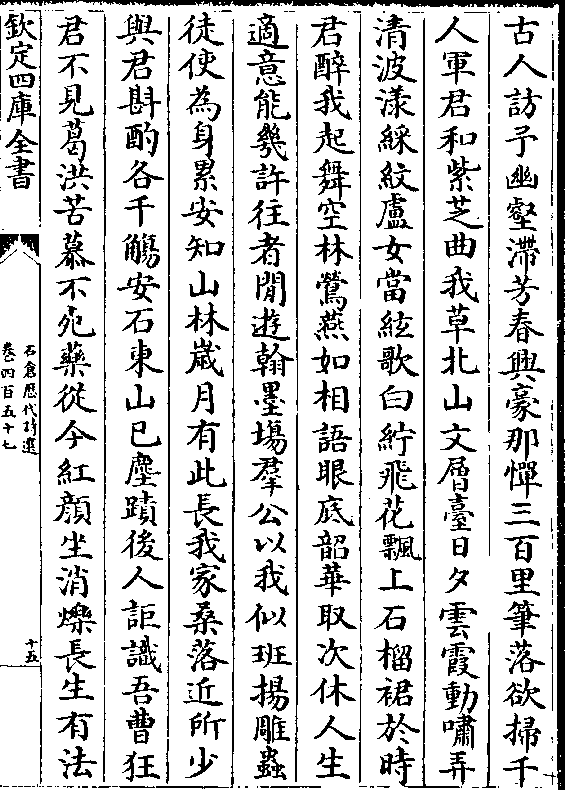 古人訪予幽壑滯芳春興豪那憚三百里筆落欲掃千
人軍君和紫芝曲我草北山文層臺日夕雲霞動嘯弄
清波漾綵紋盧女當絃歌白紵飛花飄上石榴裙於時
君醉我起舞空林鶯燕如相語眼底韶華取次休人生
適意能幾許往者閒遊翰墨場羣公以我似班揚雕蟲
徒使為身累安知山林歲月有此長我家桑落近所少
與君斟酌各千觴安石東山已塵蹟後人詎識吾曹狂
君不見葛洪苦慕不死藥從今紅顏坐消爍長生有法
欽定四庫全書
石倉歷代詩選
卷四百五十七
十五